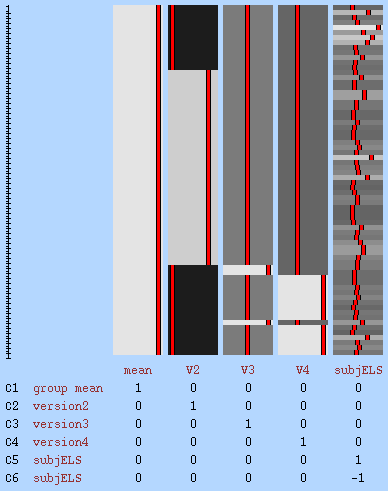 1
1
mean V2 V3 V4 subjELS
C1 group mean 1 0 0 0 0
C2 version2 0 1 0 0 0
C3 version3 0 0 1 0 0
C4 version4 0 0 0 1 0
C5 subjELS 0 0 0 0 1
C6 subjELS 0 0 0 0 -1